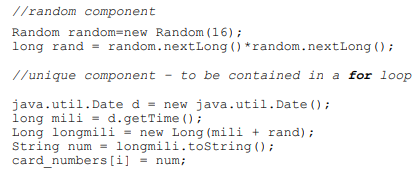 //random component
Random random=new Random(16);
long rand = random.nextLong()*random.nextLong();
//unique component – to be contained in a for loop
java.util.Date d = new java.util.Date();
long mili = d.getTime();
Long longmili = new Long(mili + rand);
String num = longmili.toString();
card_numbers[i] = num;